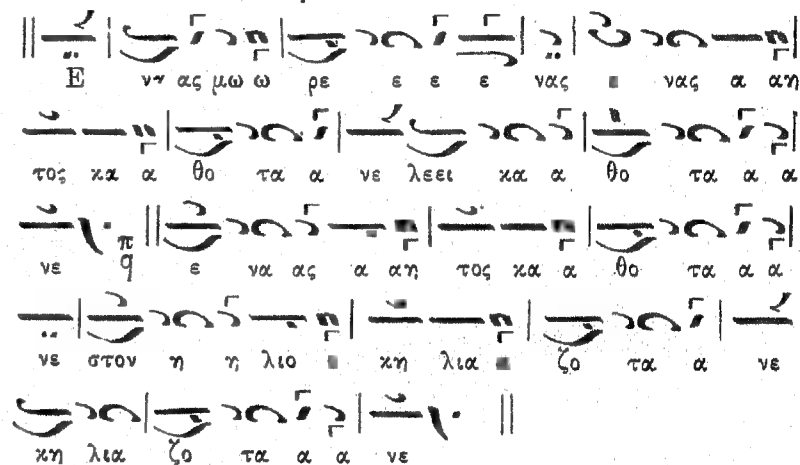 Ε να ας μω ω ρε ε ε ε νας νας α αη
τος κα α θο τα α νε λεει κα α θο τα α α
νε π q ε να ας α αη τος κα α θο τα α α
νε στον η η λιο κη λια ζο τα α νε
κη λια ζο τα α α νε